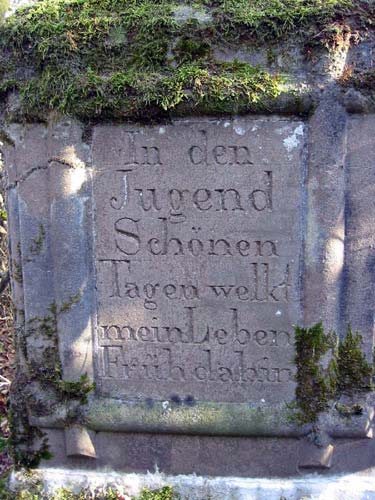 In den
Jugend
Schönen
Tagen welkt
mein Leben
Früh dahin